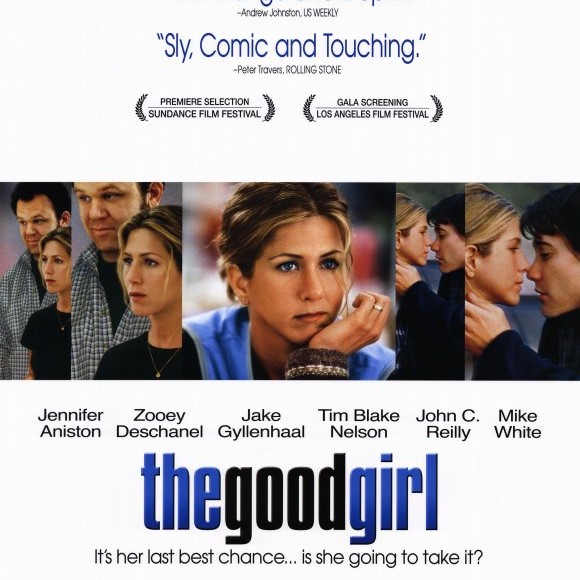 –Andrew Johnston, US WEEKLY
“Sly, Comic and Touching.”
–Peter Travers, ROLLING STONE
PREMIERE SELECTION
SUNDANCE FILM FESTIVAL
GALA SCREENING
LOS ANGELES FILM FESTIVAL
Jennifer Aniston
Zooey Deschanel
Jake Gyllenhaal
Tim Blake Nelson
John C. Reilly
Mike White
thegoodgirl
It's her last best chance... is she going to take it?